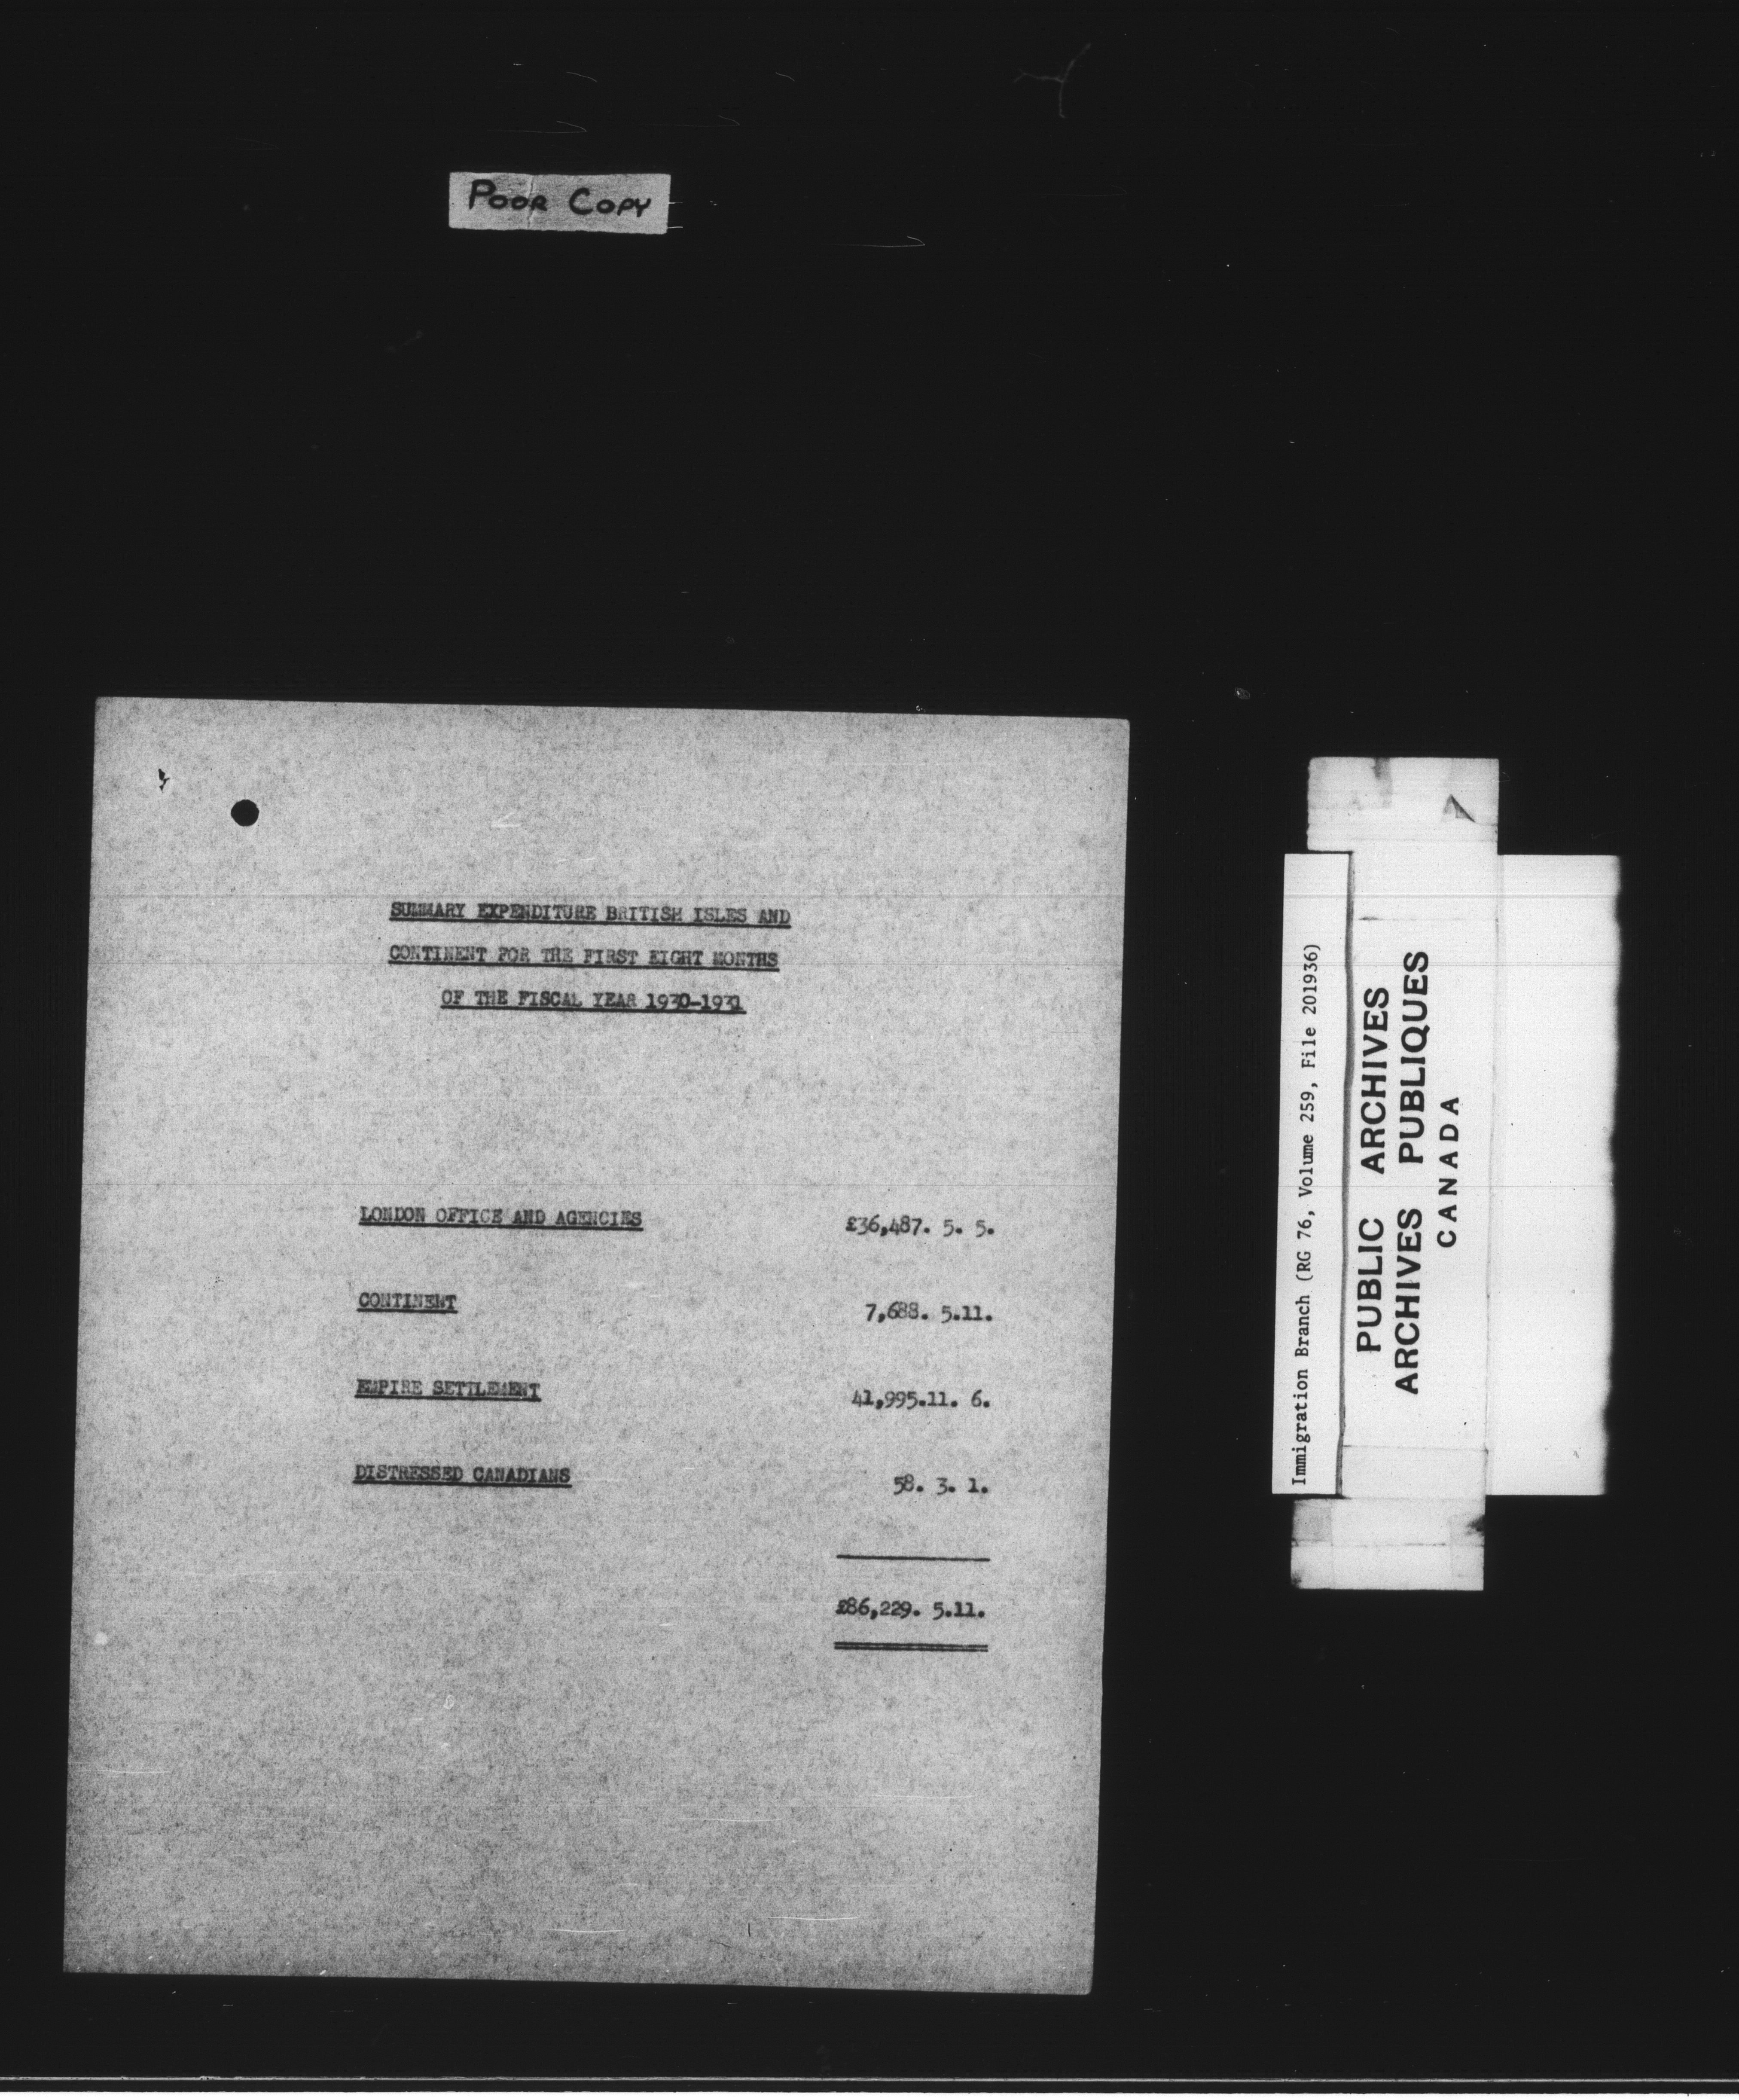 POOR COPY
SUMMARY EXPENDITURE BRITISH ISLES AND
CONTINENT FOR THE FIRST EIGHT MONTHS
OF THE FISCAL YEAR 1930-1931
LONDON OFFICE AND AGENCIES £36,487. 5. 5.
CONTINENT 7,688. 5.11.
EMPIRE SETTLEMENT 41,995.11. 6.
DISTRESSED CANADIANS 58. 3. 1.
£86,229. 5.11.
Immigration Branch (RG 76, Volume 259, File 201936)
PUBLIC ARCHIVES
ARCHIVES PUBLIQUES
CANADA